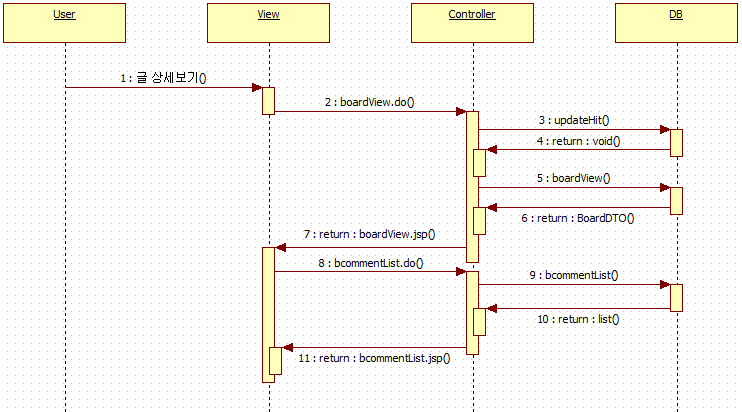 User
View
Controller
DB
1 : 글 상세보기()
2 : boardView.do()
3 : updateHit()
4 : return : void()
5 : boardView()
6 : return : BoardDTO()
7 : return : boardView.jsp()
8 : bcommentList.do()
9 : bcommentList()
10 : return : list()
11 : return : bcommentList.jsp()